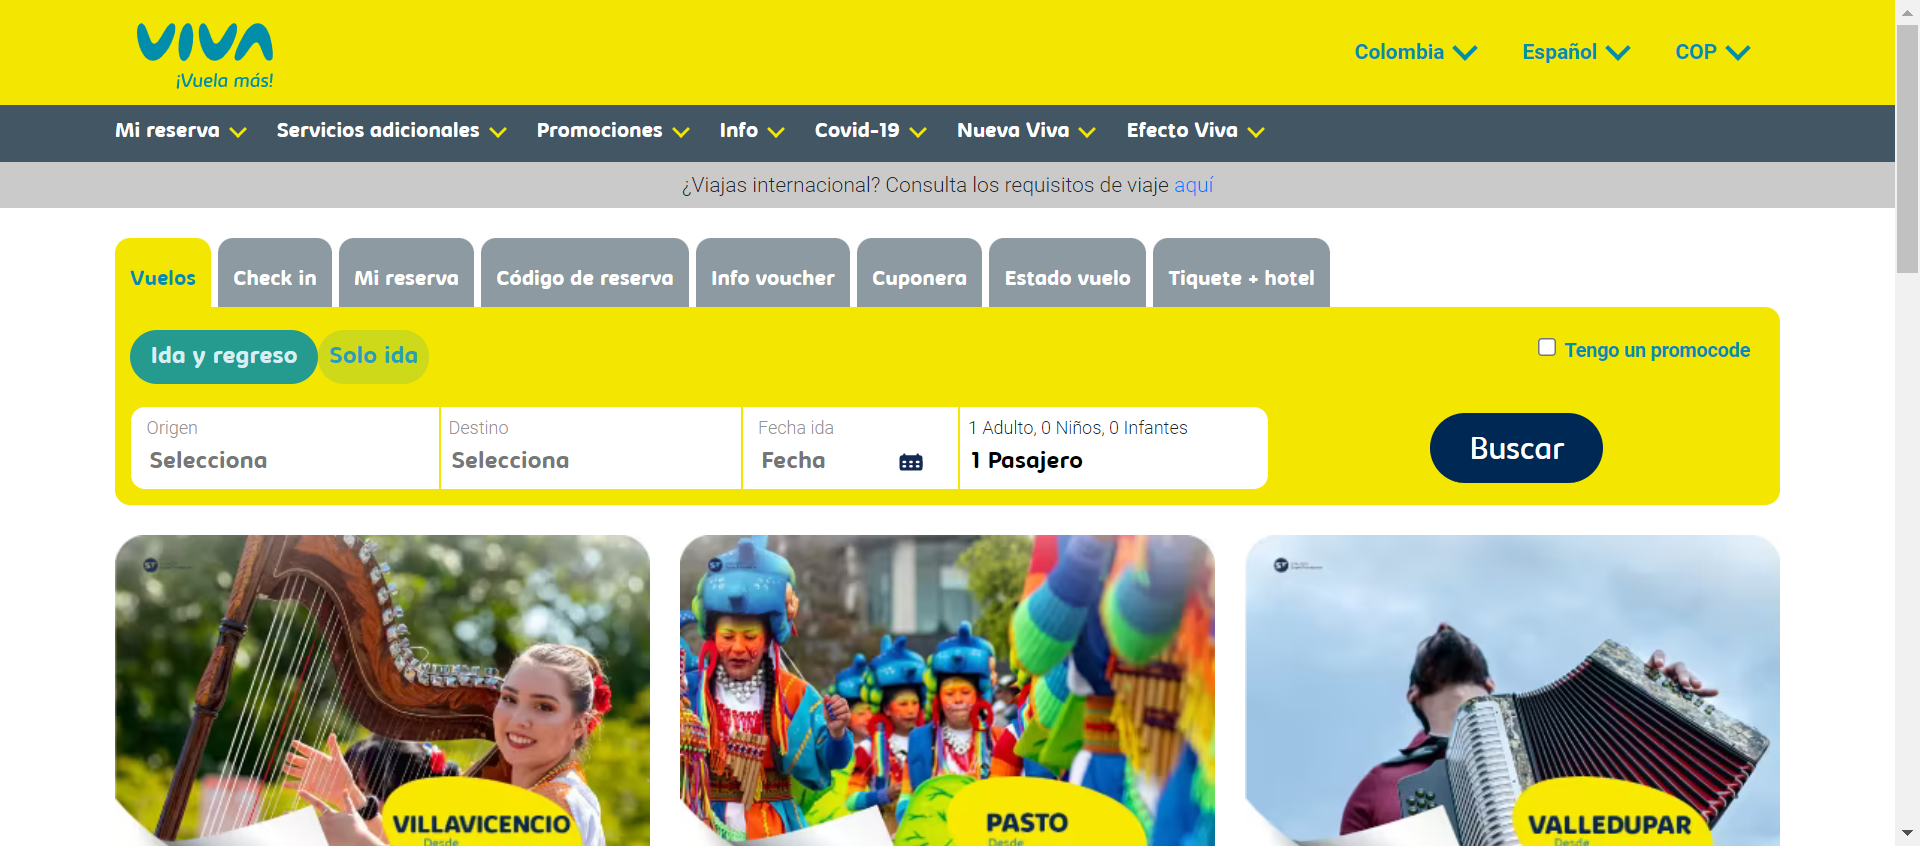 VIVA
¡Vuela más!
Colombia
Español
COP
Mi reserva
Servicios adicionales
Promociones
Info
Covid-19
Nueva Viva
Efecto Viva
¿Viajas internacional? Consulta los requisitos de viaje aquí
Vuelos
Check in
Mi reserva
Código de reserva
Info voucher
Cuponera
Estado vuelo
Tiquete + hotel
Ida y regreso
Solo ida
Tengo un promocode
Origen
Selecciona
Destino
Selecciona
Fecha ida
Fecha
1 Adulto, 0 Niños, 0 Infantes
1 Pasajero
Buscar
ST
ST
ST
VILLAVICENCIO
Desde
PASTO
Desde
VALLEDUPAR
Desde